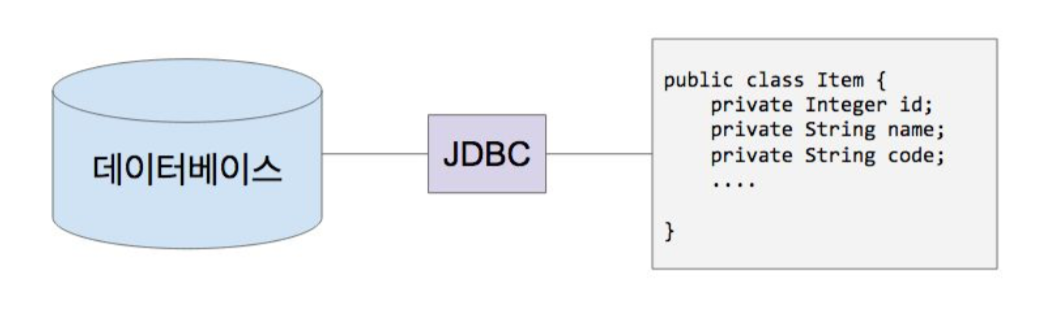 데이터베이스
JDBC
public class Item {
    private Integer id;
    private String name;
    private String code;
    ....
}